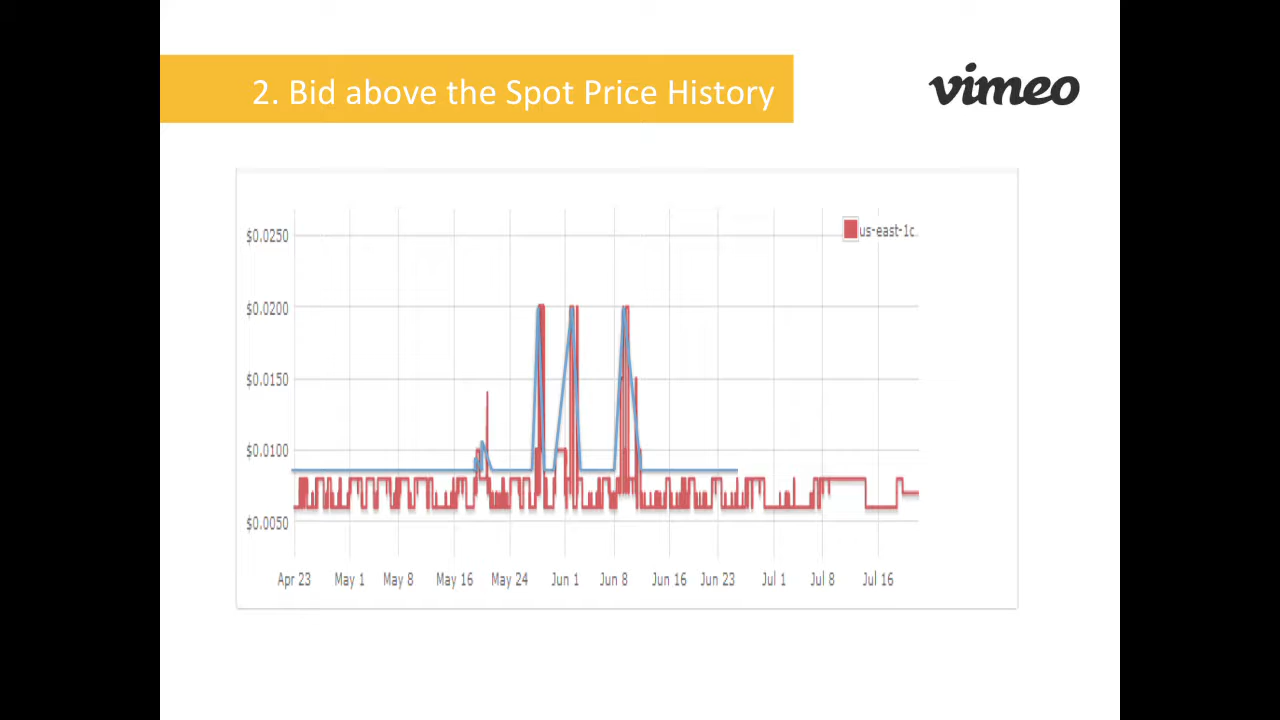 2. Bid above the Spot Price History
vimeo
us-east-1c
$0.0250
$0.0200
$0.0150
$0.0100
$0.0050
Apr 23 May 1 May 8 May 16 May 24 Jun 1 Jun 8 Jun 16 Jun 23 Jul 1 Jul 8 Jul 16